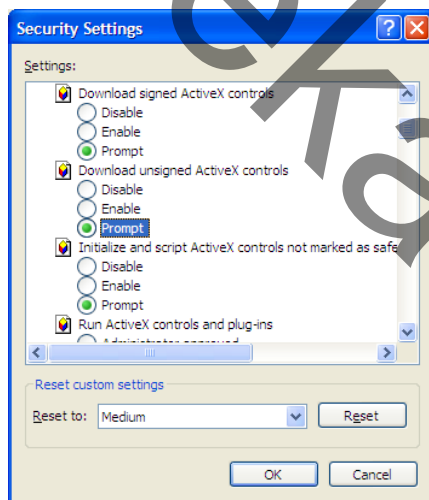 Security Settings
Settings:
Download signed ActiveX controls
Disable
Enable
Prompt
Download unsigned ActiveX controls
Disable
Enable
Prompt
Initialize and script ActiveX controls not marked as safe
Disable
Enable
Prompt
Run ActiveX controls and plug-ins
Administrator approved
Reset custom settings
Reset to: Medium Reset
OK Cancel